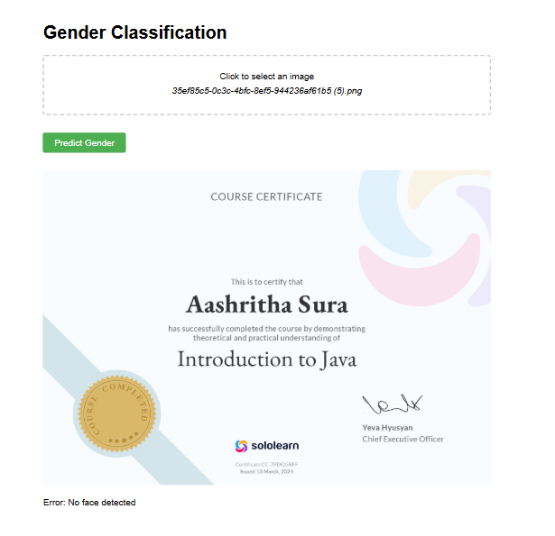 Gender Classification
Click to select an image
35ef85c5-0c3c-4bfc-8ef5-944236af61b5 (5).png
Predict Gender
COURSE CERTIFICATE
This is to certify that
Aashritha Sura
has successfully completed the course by demonstrating
theoretical and practical understanding of
Introduction to Java
COURSE COMPLETED
Yeva Hyusyan
Chief Executive Officer
sololearn
Certificate CC-
Issued 13 March, 2024
Error: No face detected